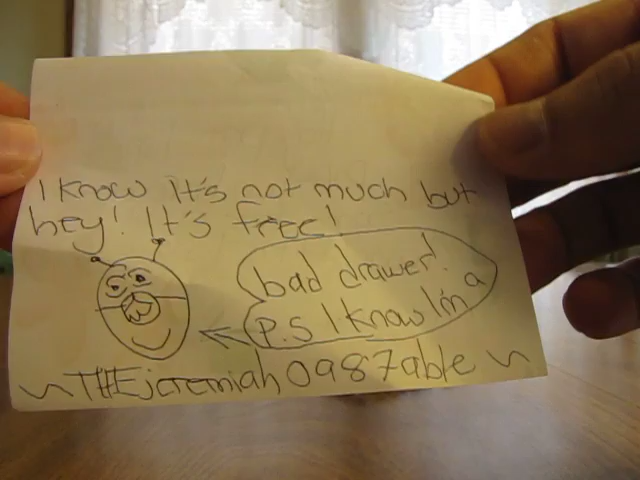 I know It's not much but
hey! It's free!
bad drawer!
P.S I Know I'm a
~THEjeremiah0987able~